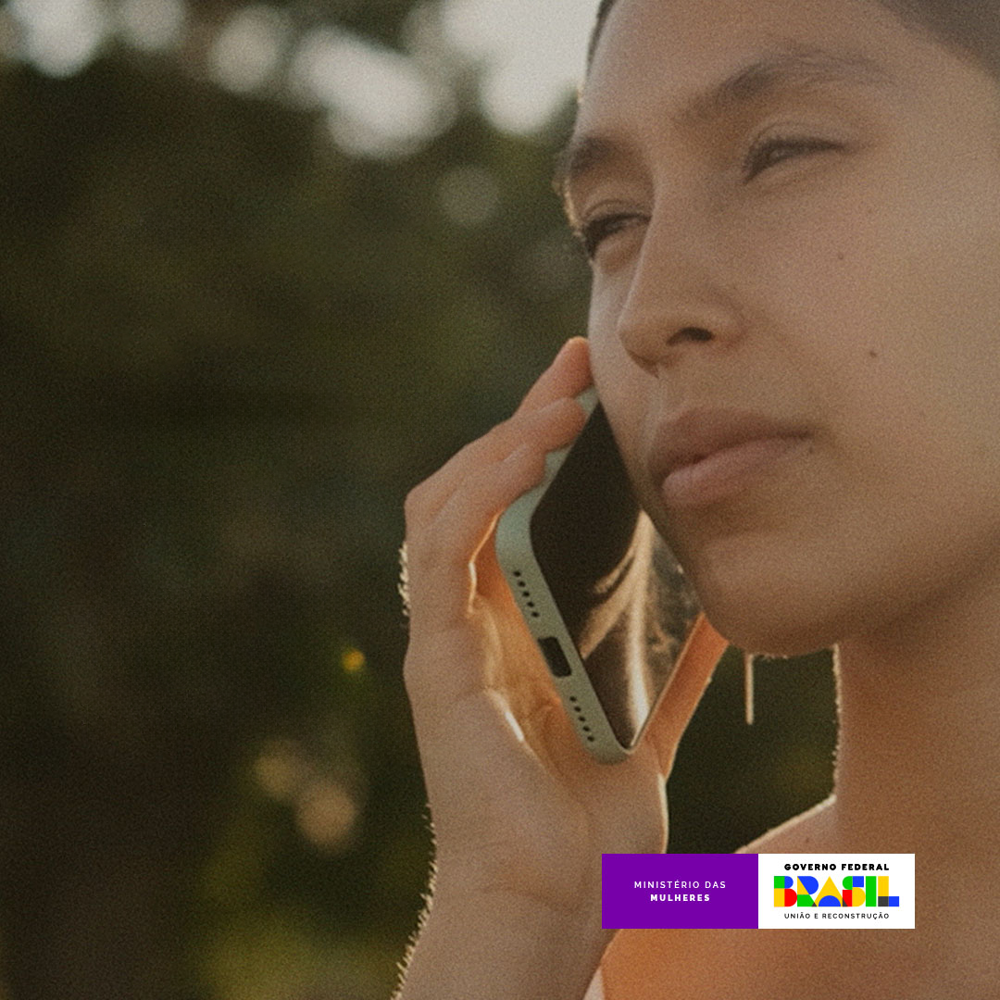 MINISTÉRIO DAS
MULHERES
GOVERNO FEDERAL
BRASIL
UNIÃO E RECONSTRUÇÃO